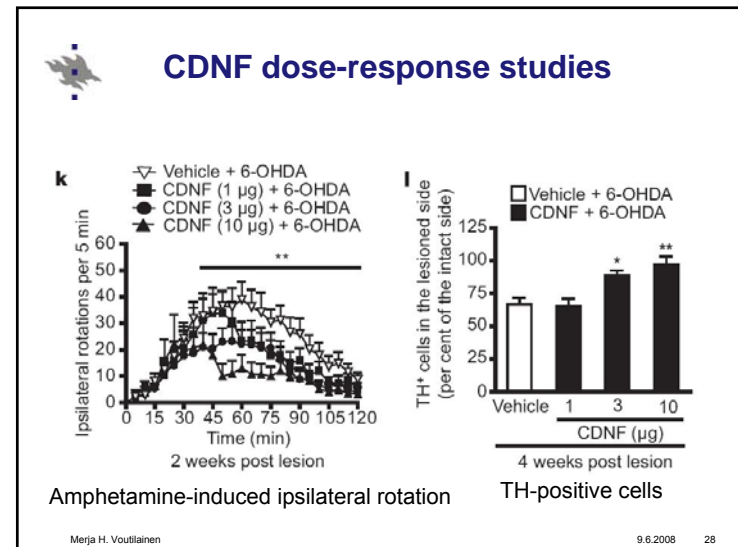 CDNF dose-response studies
k
Vehicle + 6-OHDA
CDNF (1 µg) + 6-OHDA
CDNF (3 µg) + 6-OHDA
CDNF (10 µg) + 6-OHDA
Ipsilateral rotations per 5 min
60
50
40
30
20
10
0
**
0 15 30 45 60 75 90 105 120
Time (min)
2 weeks post lesion
Amphetamine-induced ipsilateral rotation
l
Vehicle + 6-OHDA
CDNF + 6-OHDA
TH⁺ cells in the lesioned side
(per cent of the intact side)
125
100
75
50
25
0
* **
Vehicle 1 3 10
CDNF (µg)
4 weeks post lesion
TH-positive cells
Merja H. Voutilainen 9.6.2008 28